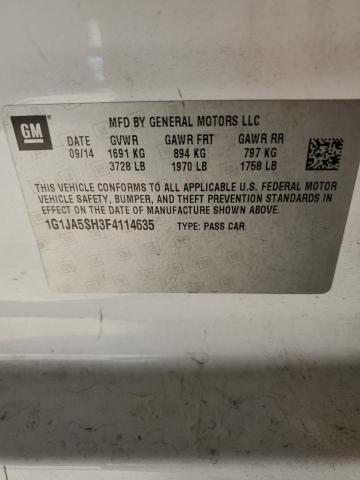 GM
MFD BY GENERAL MOTORS LLC
DATE GVWR GAWR FRT GAWR RR
09/14 1691 KG 894 KG 797 KG
3728 LB 1970 LB 1758 LB
THIS VEHICLE CONFORMS TO ALL APPLICABLE U.S. FEDERAL MOTOR
VEHICLE SAFETY, BUMPER, AND THEFT PREVENTION STANDARDS IN
EFFECT ON THE DATE OF MANUFACTURE SHOWN ABOVE.
1G1JA5SH3F4114635 TYPE: PASS CAR